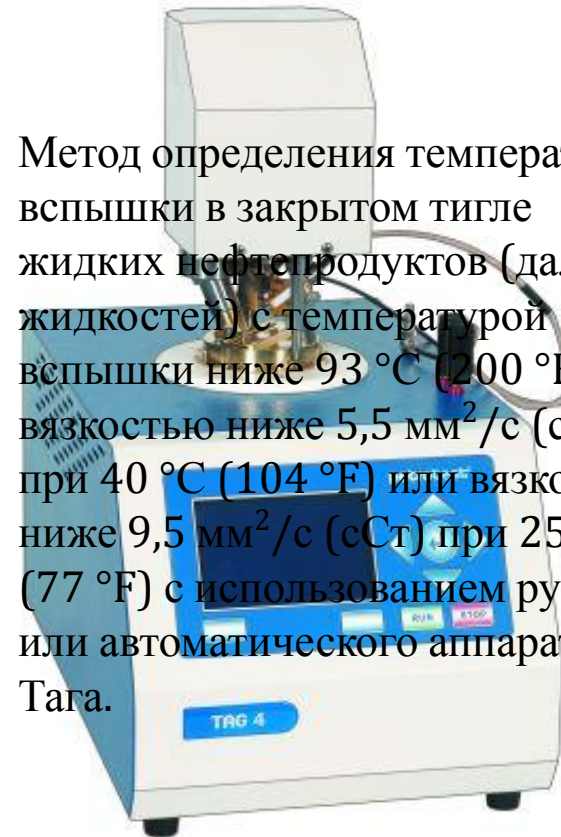 Метод определения температ
вспышки в закрытом тигле
жидких нефтепродуктов (да
жидкостей) с температурой
вспышки ниже 93 °C (200 °F
вязкостью ниже 5,5 мм²/с (с
при 40 °C (104 °F) или вязко
ниже 9,5 мм²/с (сСт) при 25
(77 °F) с использованием ру
или автоматического аппарат
Тага.
RUN STOP
TAG 4